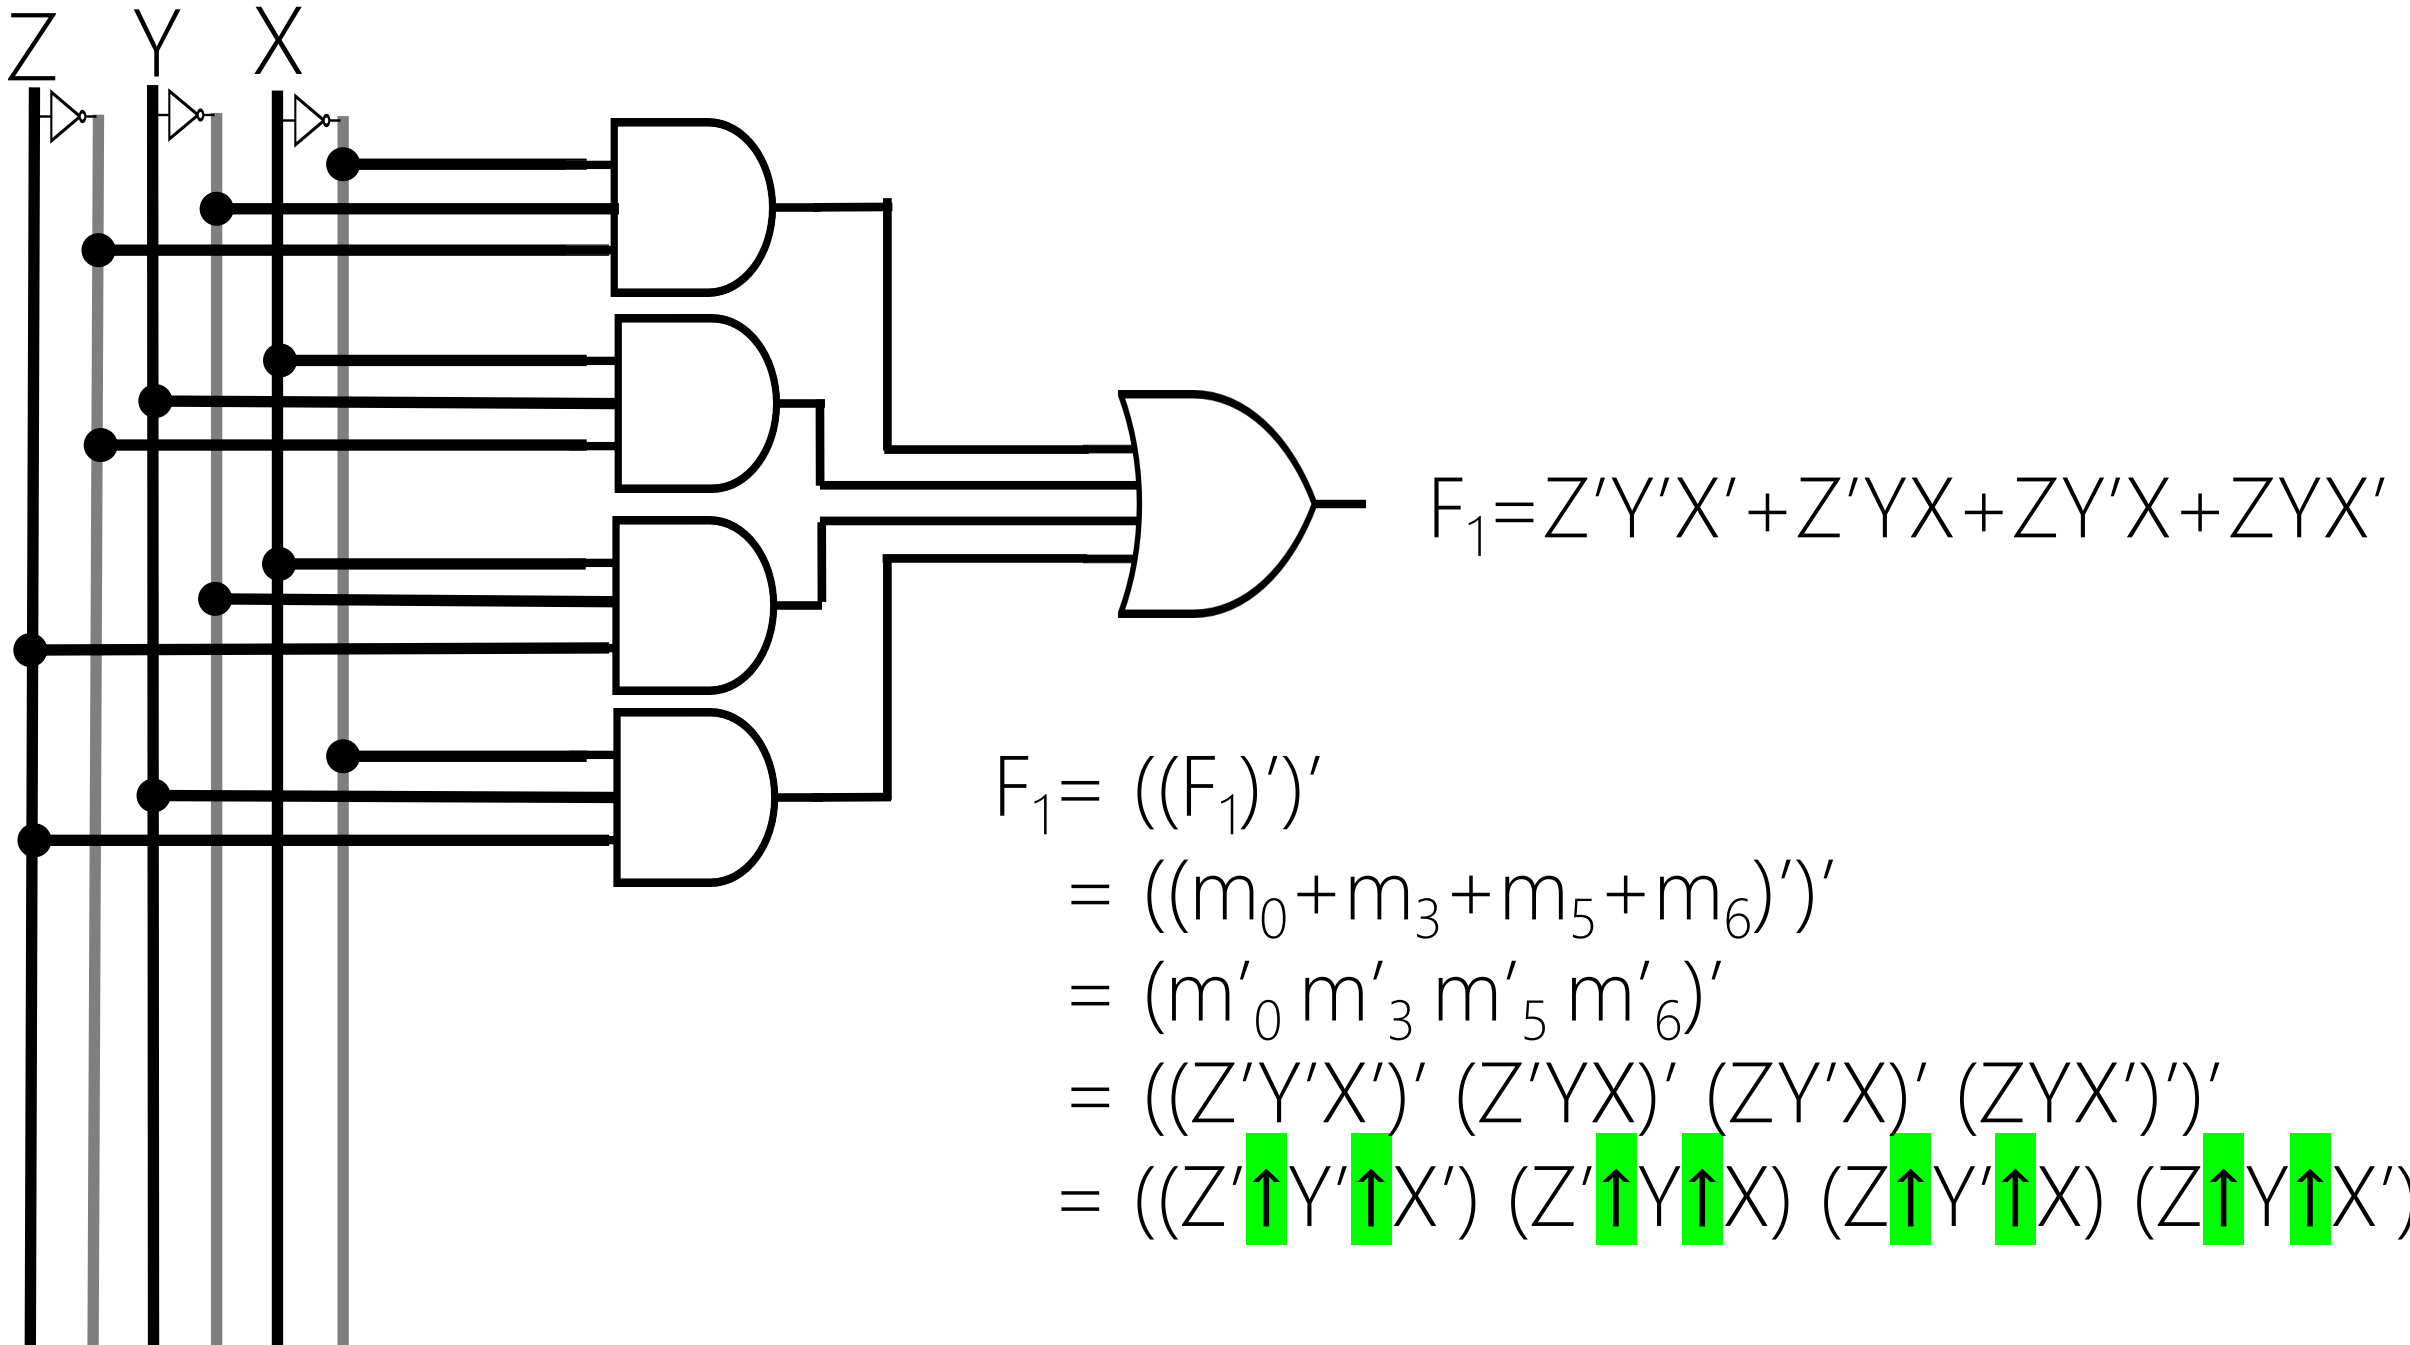 Z Y X
F₁=Z′Y′X′+Z′YX+ZY′X+ZYX′
F₁= ((F₁)′)′
= ((m₀+m₃+m₅+m₆)′)′
= (m′₀ m′₃ m′₅ m′₆)′
= ((Z′Y′X′)′ (Z′YX)′ (ZY′X)′ (ZYX′)′)′
= ((Z′↑Y′↑X′) (Z′↑Y↑X) (Z↑Y′↑X) (Z↑Y↑X′)